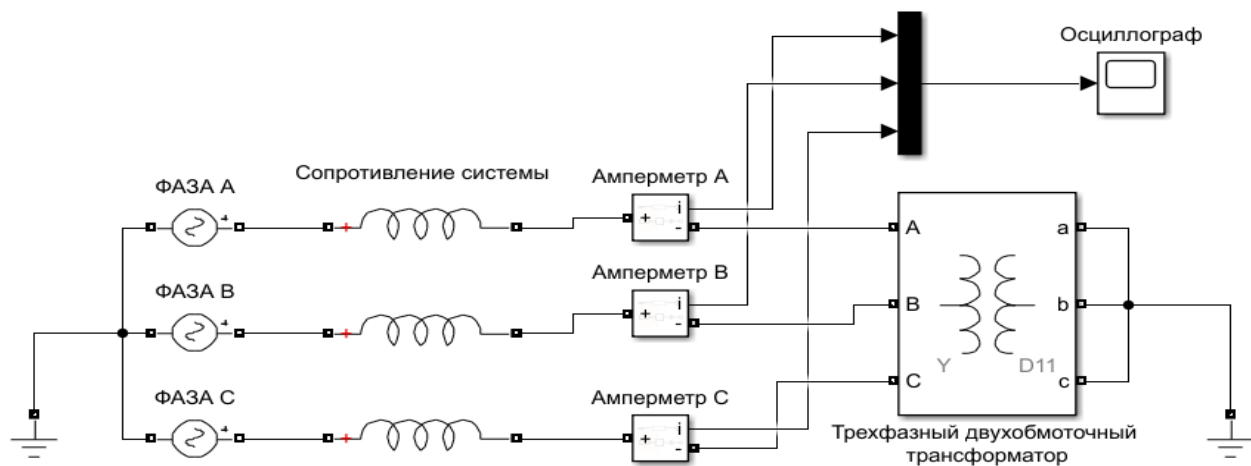 Осциллограф
Сопротивление системы
ФАЗА А
Амперметр А
i
+
-
A
a
ФАЗА В
Амперметр В
i
+
-
B
b
Y
D11
ФАЗА С
Амперметр С
i
+
-
C
c
Трехфазный двухобмоточный
трансформатор